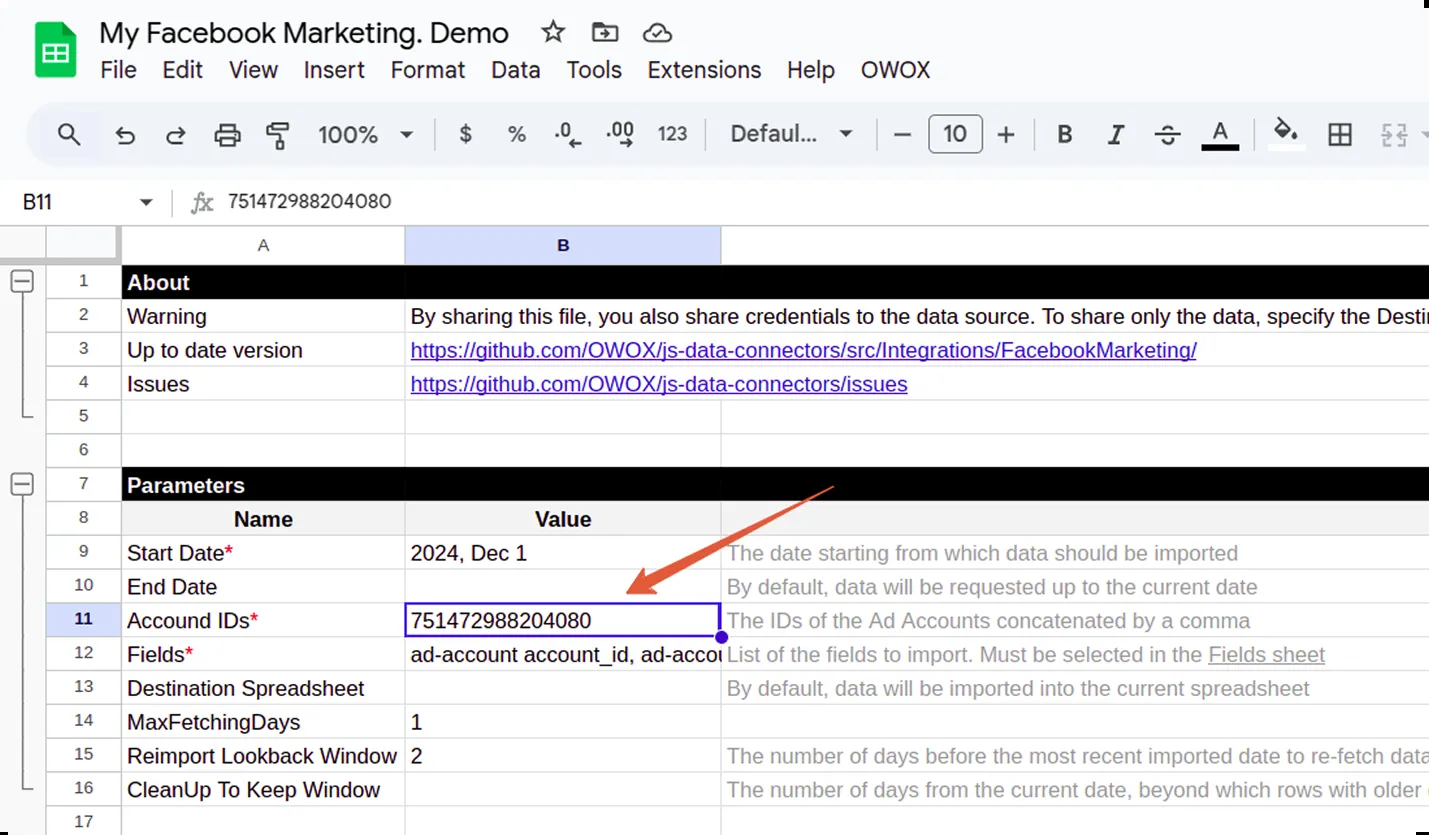 My Facebook Marketing. Demo
File Edit View Insert Format Data Tools Extensions Help OWOX
100% $ % .0 .00 123 Defaul... 10 B I S A
B11 fx 751472988204080
A B
1 About
2 Warning By sharing this file, you also share credentials to the data source. To share only the data, specify the
3 Up to date version https://github.com/OWOX/js-data-connectors/src/Integrations/FacebookMarketing/
4 Issues https://github.com/OWOX/js-data-connectors/issues
5
6
7 Parameters
8 Name Value
9 Start Date* 2024, Dec 1 The date starting from which data should be imported
10 End Date By default, data will be requested up to the current date
11 Accound IDs* 751472988204080 The IDs of the Ad Accounts concatenated by a comma
12 Fields* ad-account account_id, ad-accou List of the fields to import. Must be selected in the Fields sheet
13 Destination Spreadsheet By default, data will be imported into the current spreadsheet
14 MaxFetchingDays 1
15 Reimport Lookback Window 2 The number of days before the most recent imported date to re-fetch data
16 CleanUp To Keep Window The number of days from the current date, beyond which rows with older
17